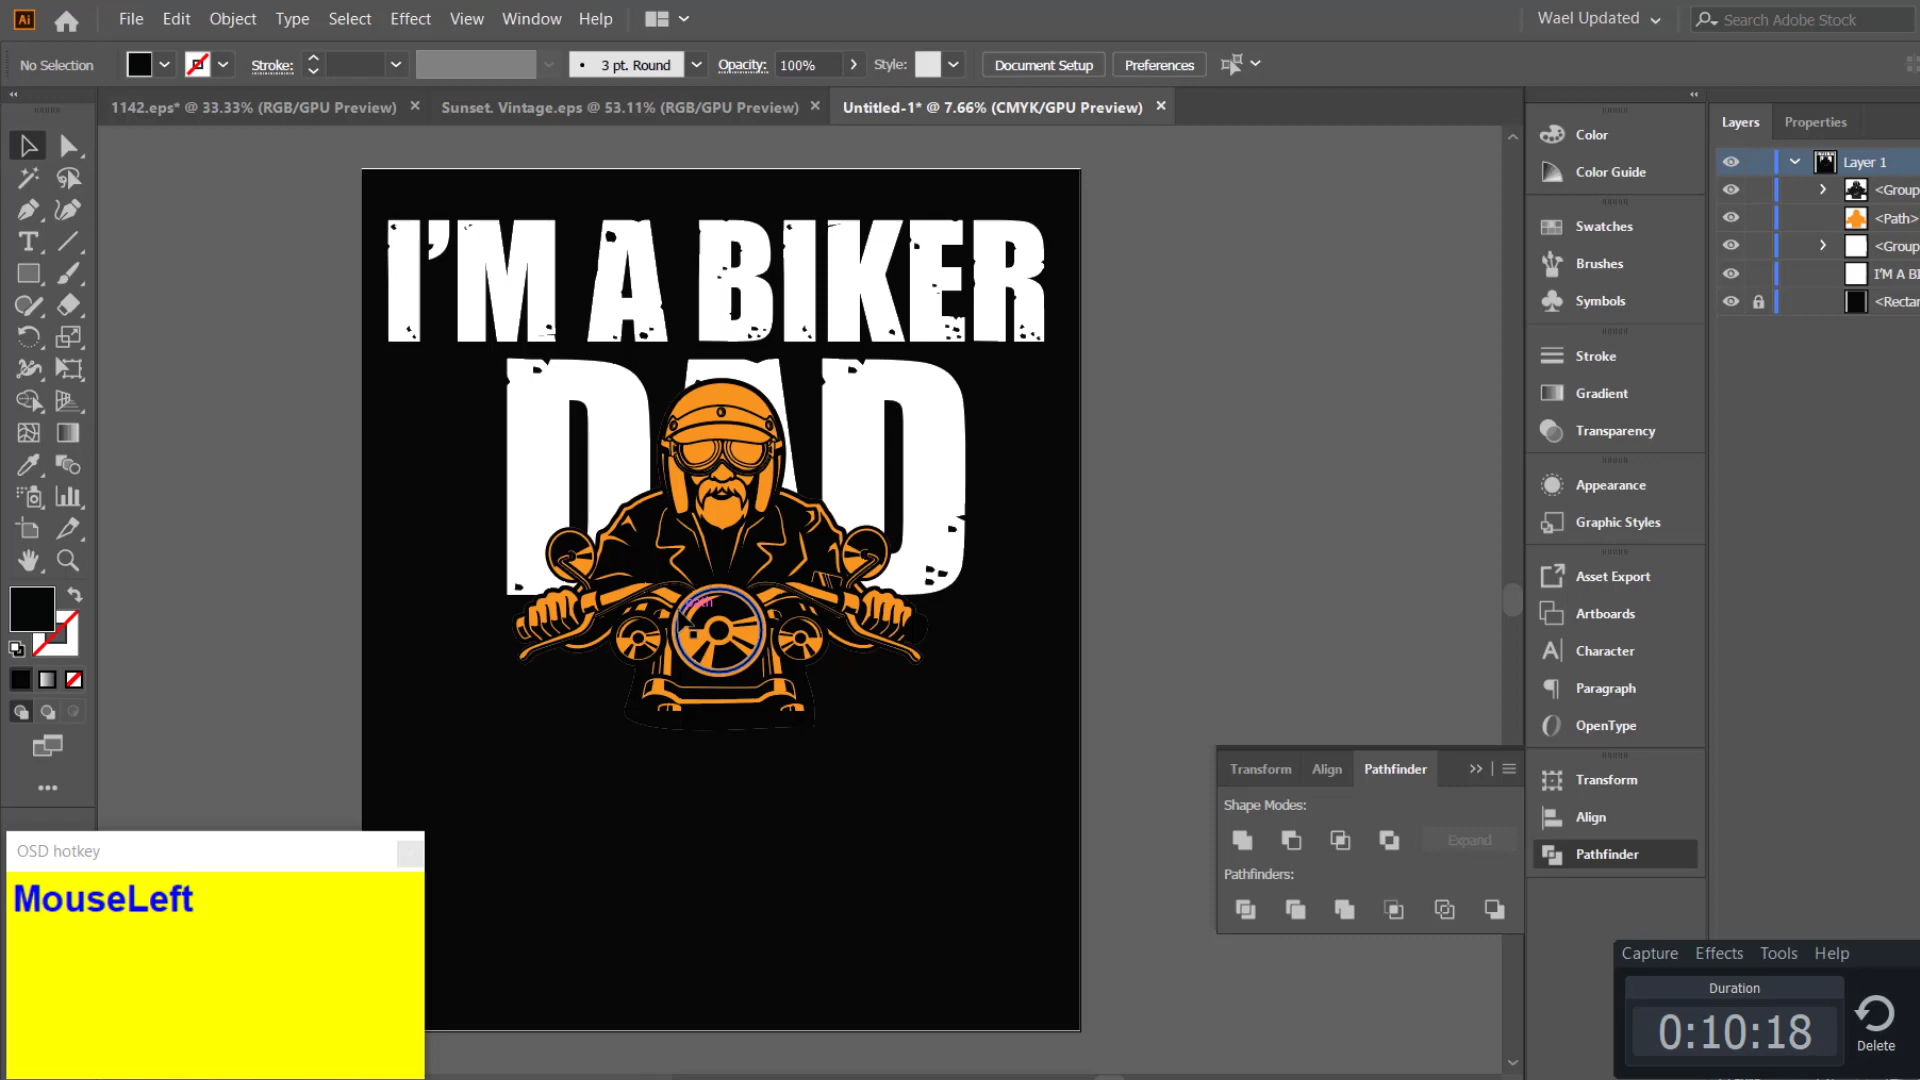 Ai File Edit Object Type Select Effect View Window Help Wael Updated Search Adobe Stock
No Selection Stroke: 3 pt. Round Opacity: 100% Style: Document Setup Preferences
1142.eps* @ 33.33% (RGB/GPU Preview) Sunset. Vintage.eps @ 53.11% (RGB/GPU Preview) Untitled-1* @ 7.66% (CMYK/GPU Preview)
I'M A BIKER
DAD
path
Color
Color Guide
Swatches
Brushes
Symbols
Stroke
Gradient
Transparency
Appearance
Graphic Styles
Asset Export
Artboards
Character
Paragraph
OpenType
Transform
Align
Pathfinder
Layers Properties
Layer 1
<Group
<Path>
<Group
I'M A BI
<Rectan
Transform Align Pathfinder
Shape Modes:
Expand
Pathfinders:
OSD hotkey
MouseLeft
Capture Effects Tools Help
Duration
0:10:18
Delete